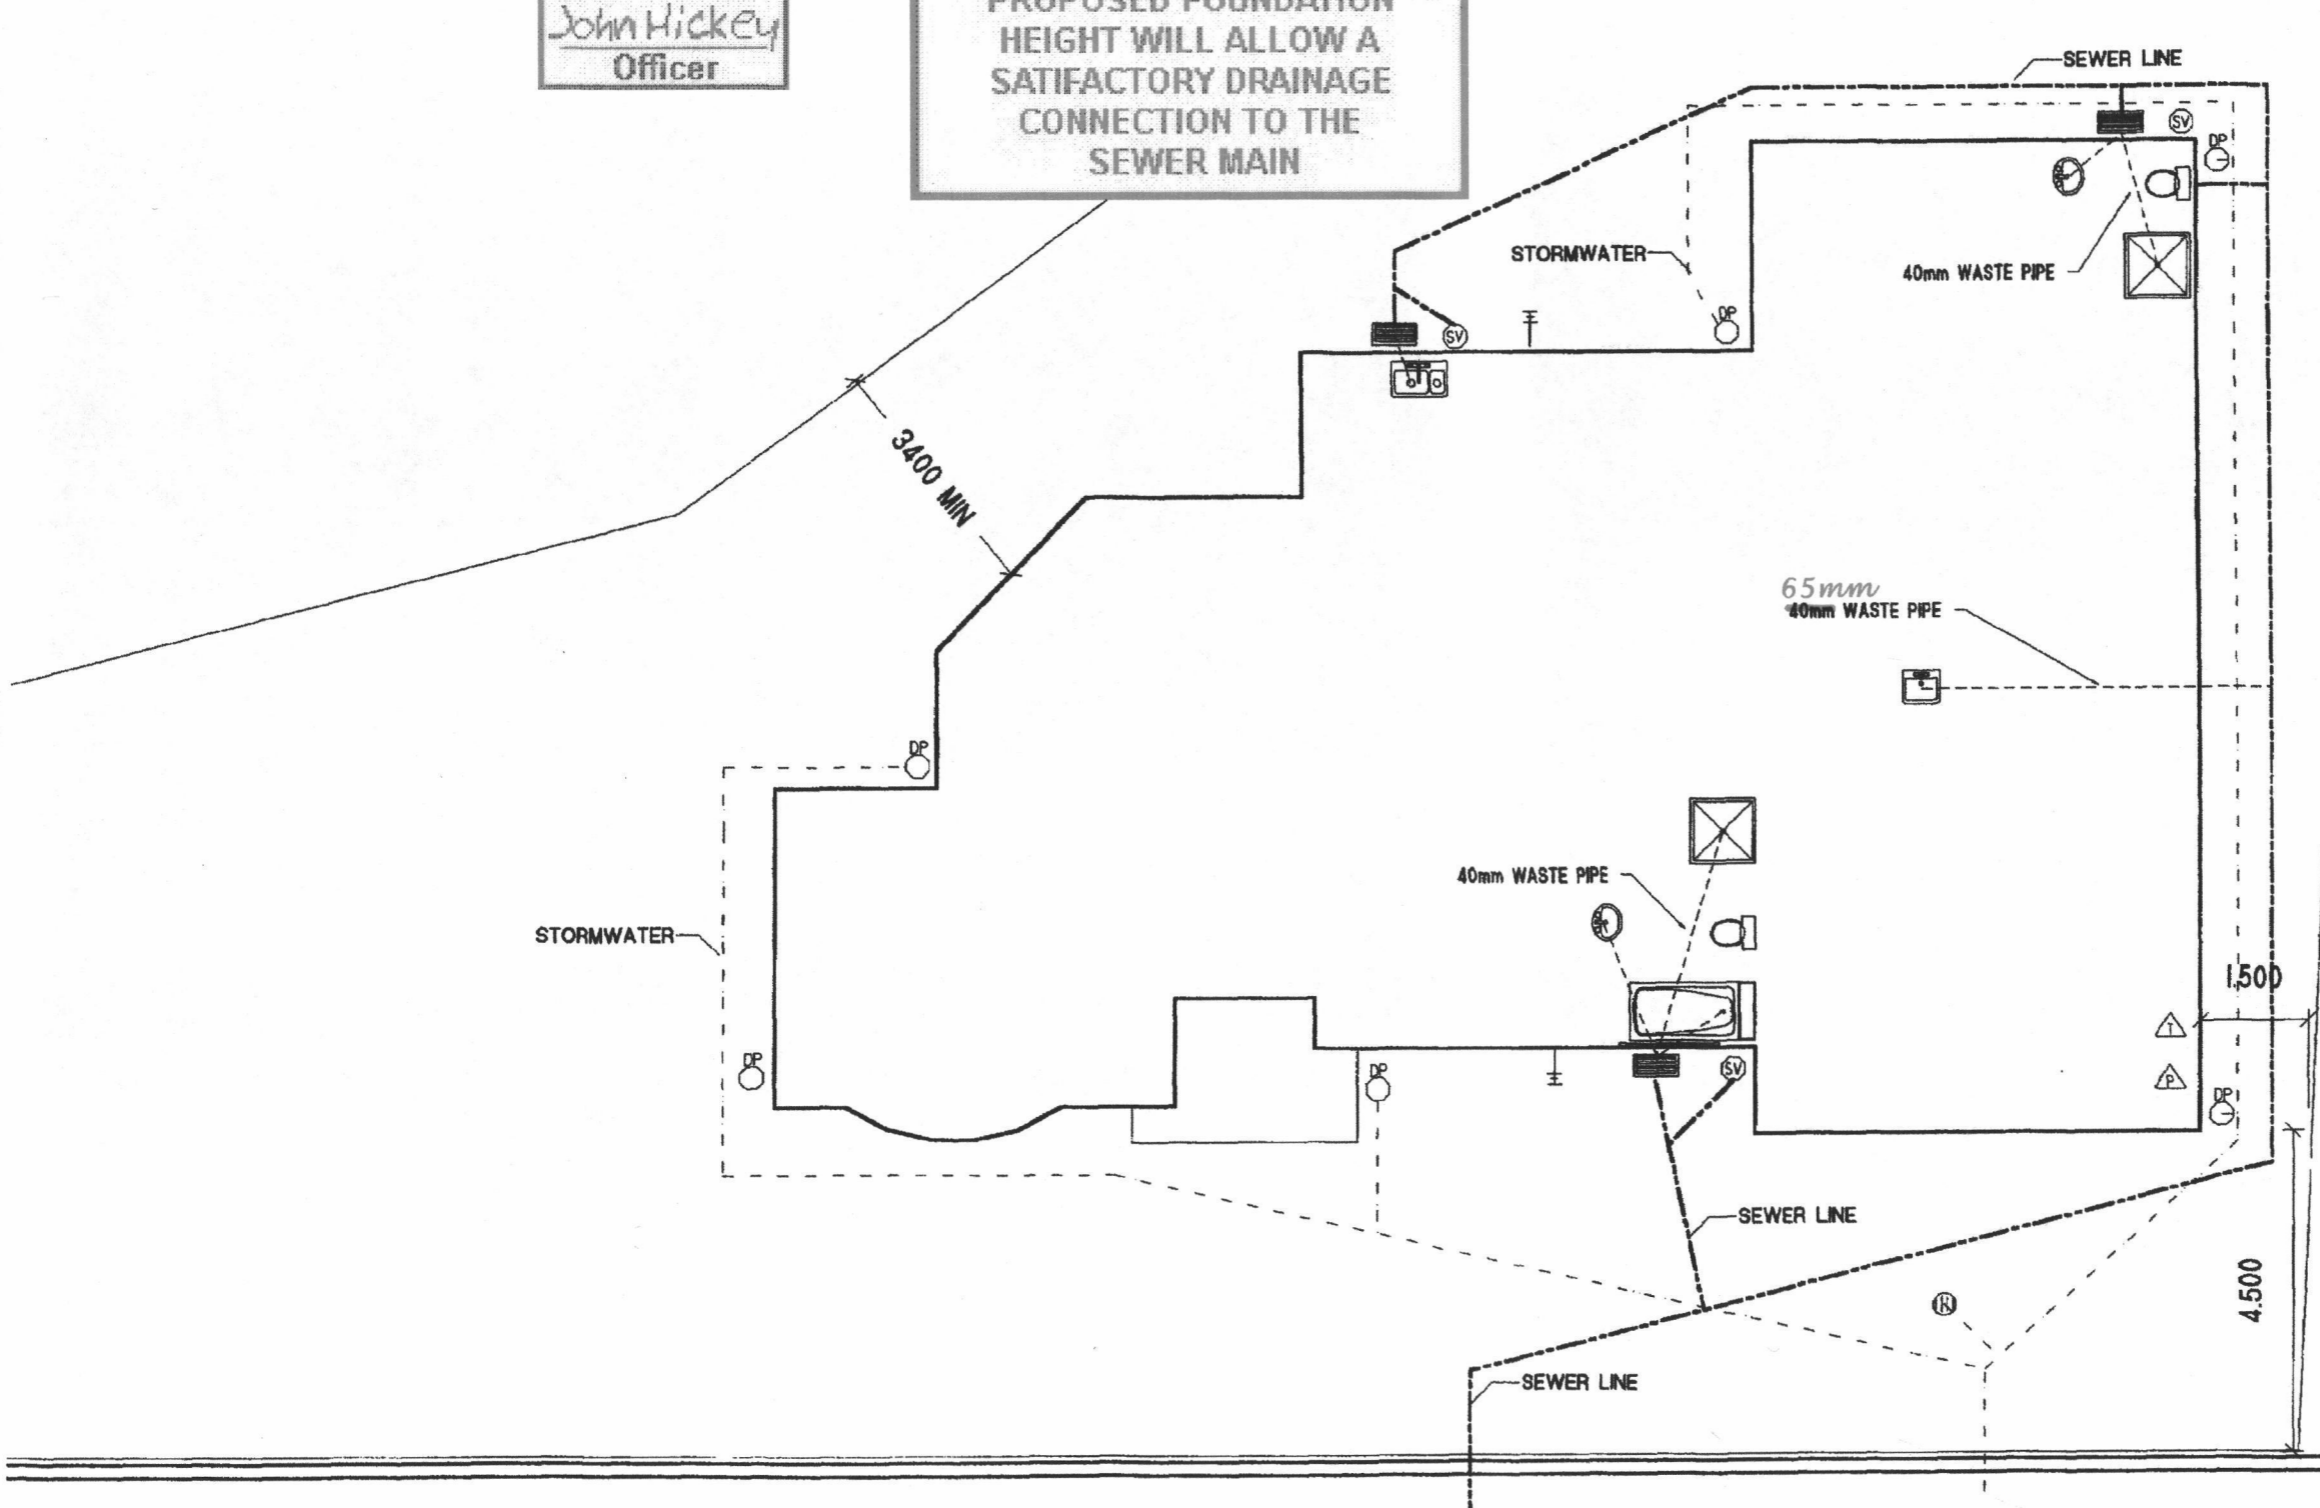 John Hickey
Officer
PROPOSED FOUNDATION
HEIGHT WILL ALLOW A
SATIFACTORY DRAINAGE
CONNECTION TO THE
SEWER MAIN
SEWER LINE
SV
DP
STORMWATER
40mm WASTE PIPE
DP
SV
3400 MIN
65mm
40mm WASTE PIPE
DP
40mm WASTE PIPE
STORMWATER
1.500
T
DP
DP
SV
P
DP
SEWER LINE
4.500
SEWER LINE